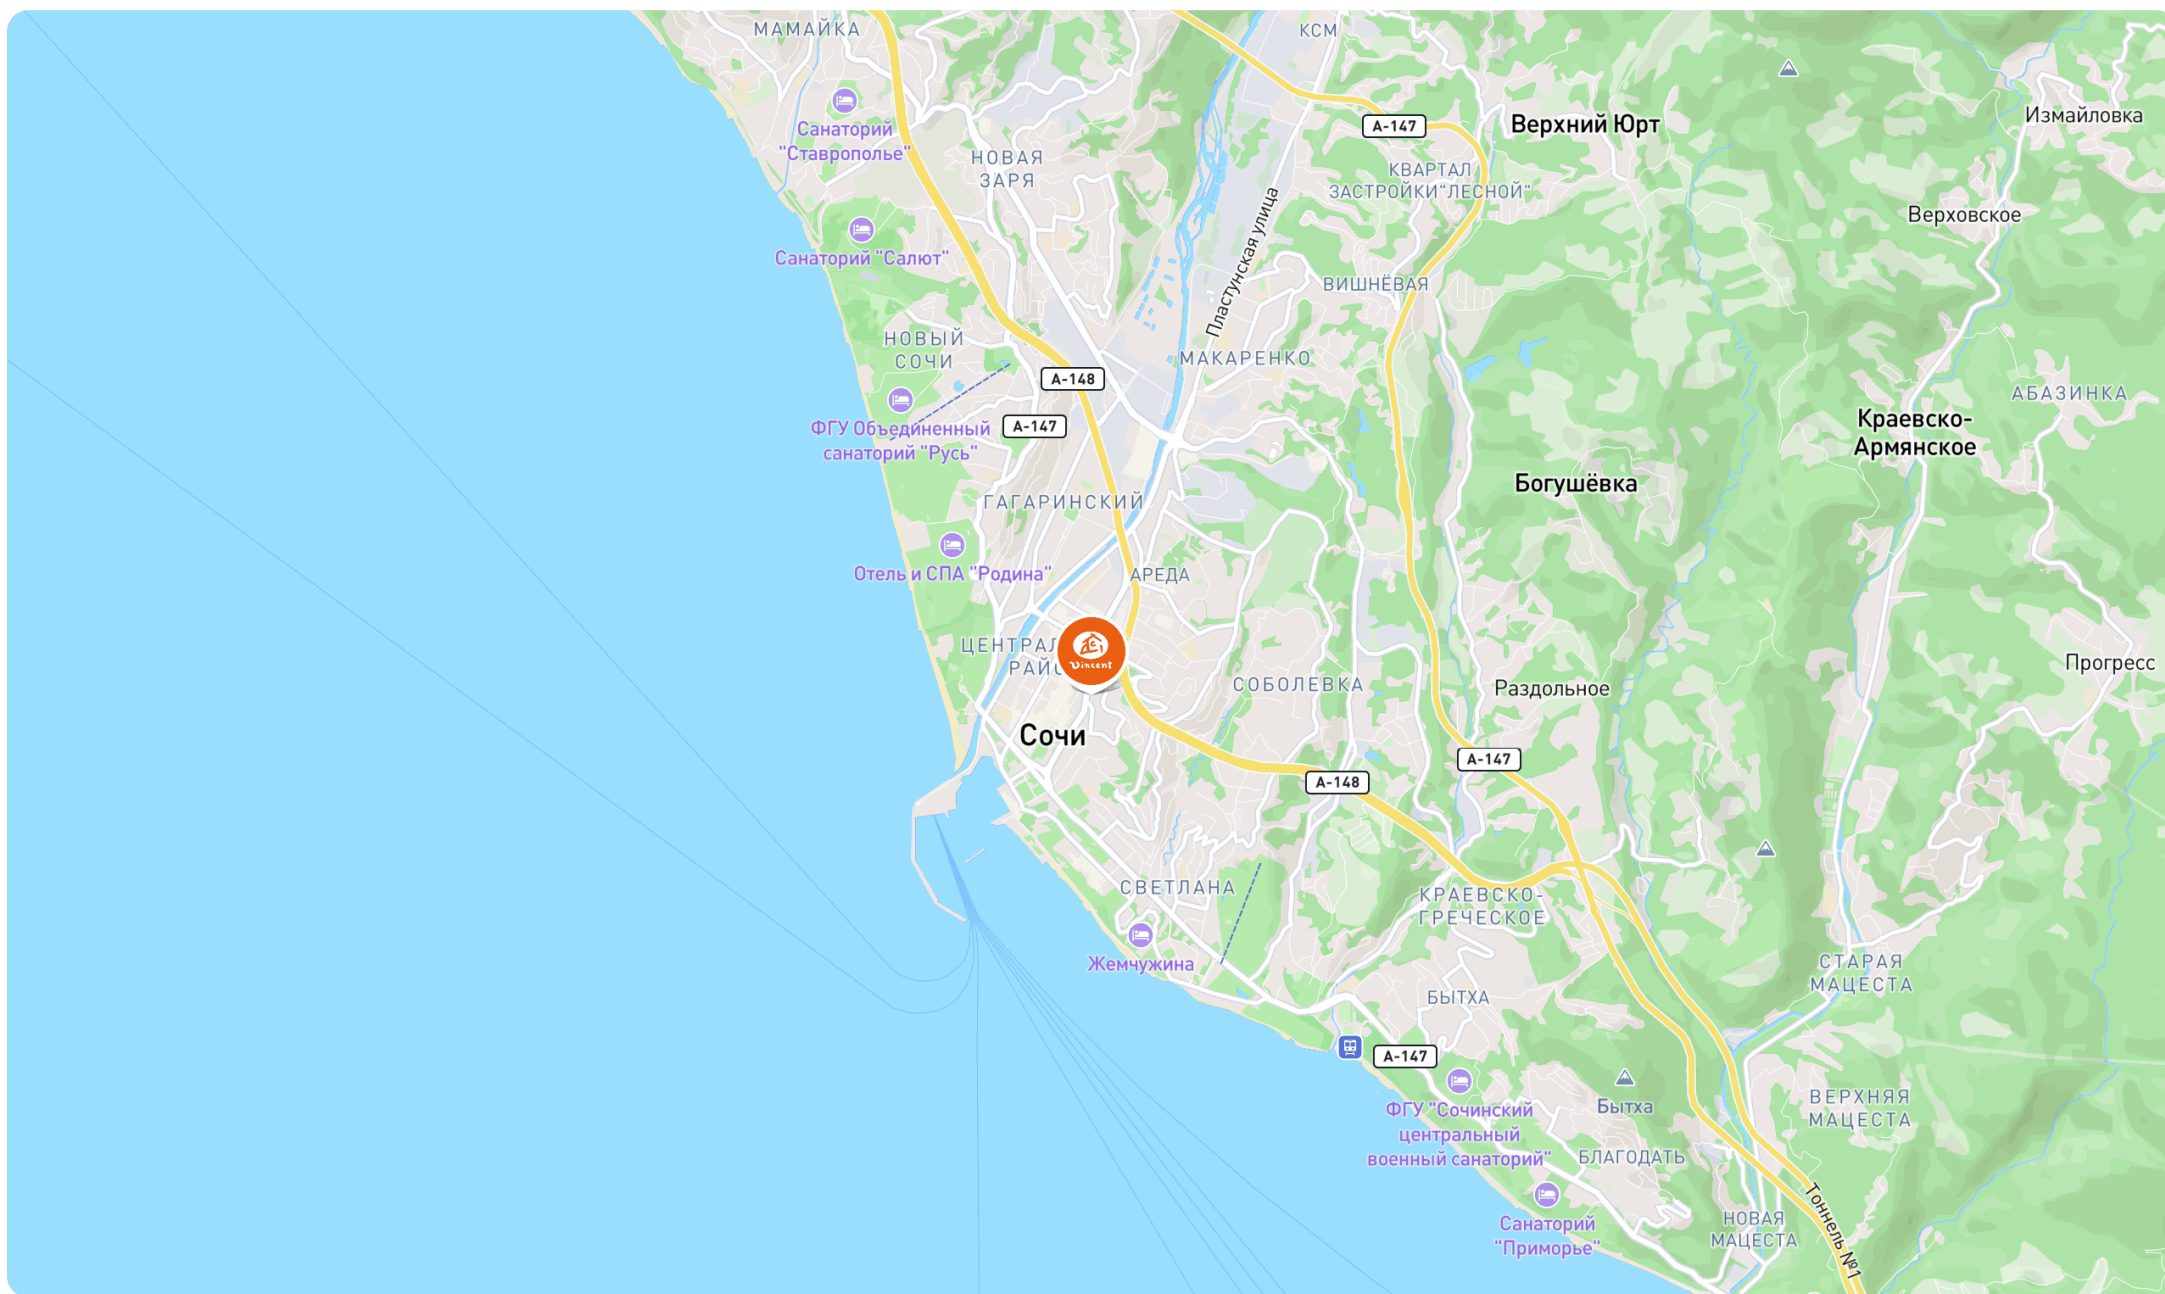 МАМАЙКА
КСМ
Санаторий
"Ставрополье"
НОВАЯ
ЗАРЯ
А-147
Верхний Юрт
Измайловка
КВАРТАЛ
ЗАСТРОЙКИ"ЛЕСНОЙ"
Верховское
Санаторий "Салют"
Пластунская улица
ВИШНЁВАЯ
НОВЫЙ
СОЧИ
МАКАРЕНКО
А-148
АБАЗИНКА
А-147
ФГУ Объединенный
санаторий "Русь"
Краевско-
Армянское
Богушёвка
ГАГАРИНСКИЙ
Отель и СПА "Родина"
АРЕДА
ЦЕНТРАЛ
РАЙО
Vincent
СОБОЛЕВКА
Раздольное
Прогресс
Сочи
А-147
А-148
СВЕТЛАНА
КРАЕВСКО-
ГРЕЧЕСКОЕ
Жемчужина
БЫТХА
СТАРАЯ
МАЦЕСТА
А-147
ФГУ "Сочинский
центральный
военный санаторий"
Бытха
ВЕРХНЯЯ
МАЦЕСТА
БЛАГОДАТЬ
Санаторий
"Приморье"
НОВАЯ
МАЦЕСТА
Тоннель №1